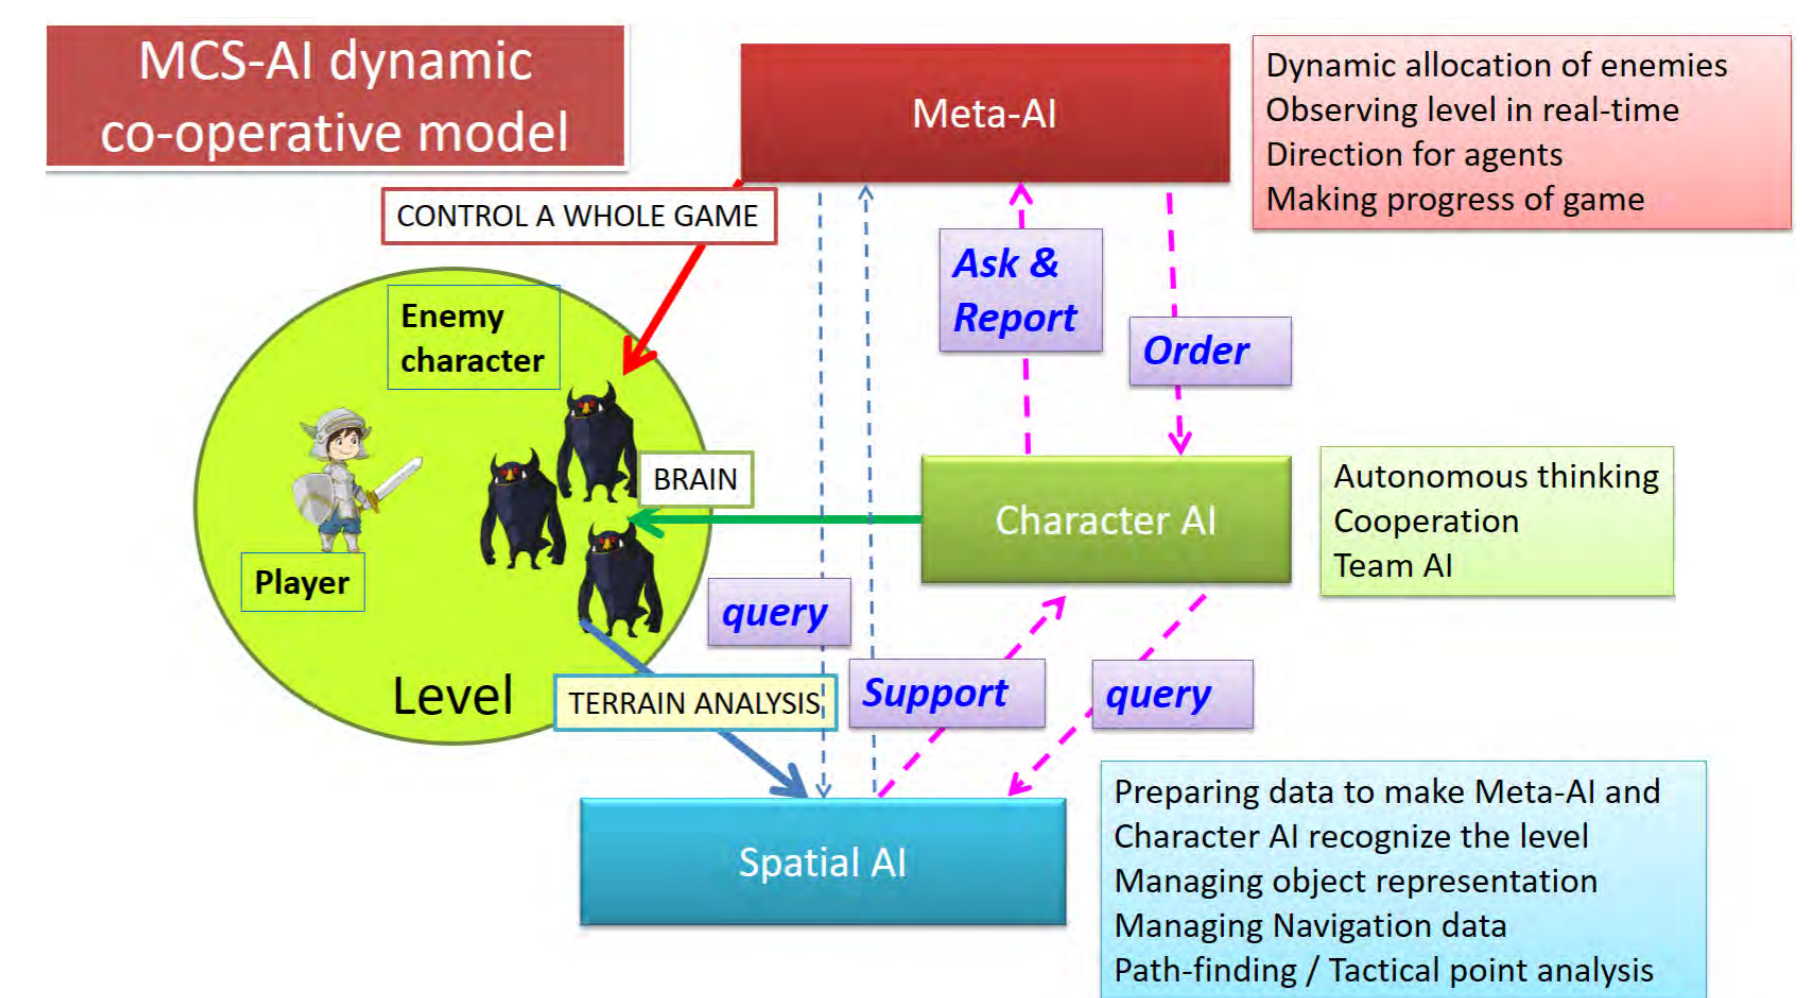 MCS-AI dynamic
co-operative model
Meta-AI
Dynamic allocation of enemies
Observing level in real-time
Direction for agents
Making progress of game
CONTROL A WHOLE GAME
Ask &
Report
Order
Enemy
character
Player
Level
BRAIN
Character AI
Autonomous thinking
Cooperation
Team AI
query
TERRAIN ANALYSIS
Support
query
Spatial AI
Preparing data to make Meta-AI and
Character AI recognize the level
Managing object representation
Managing Navigation data
Path-finding / Tactical point analysis